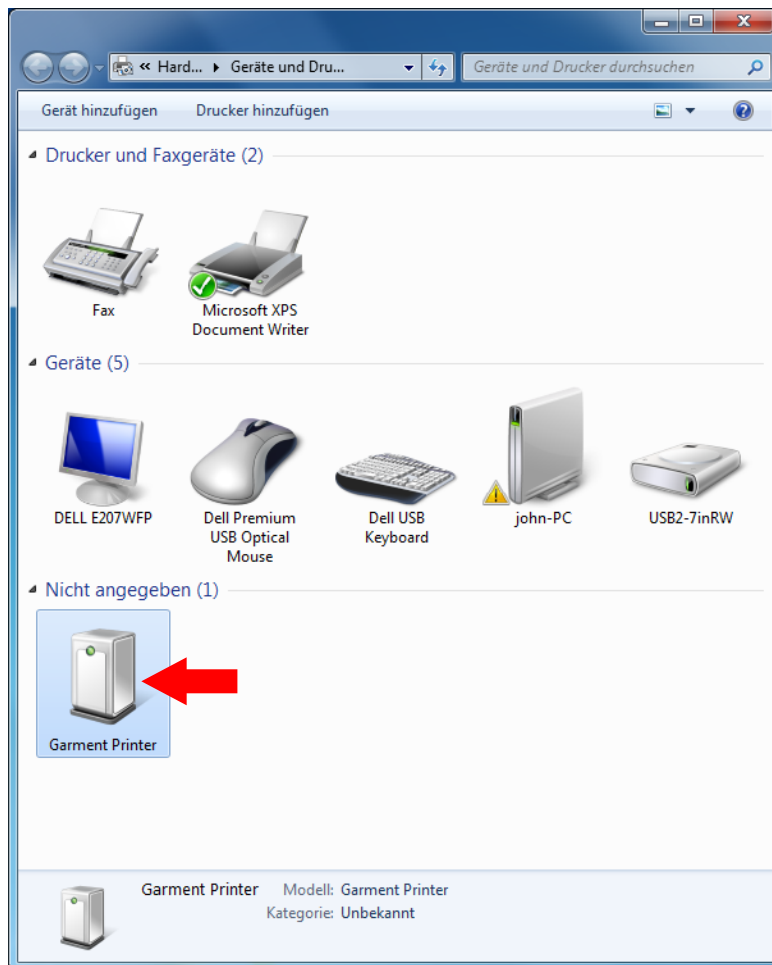 « Hard... ▸ Geräte und Dru...
Geräte und Drucker durchsuchen
Gerät hinzufügen Drucker hinzufügen
Drucker und Faxgeräte (2)
Fax
Microsoft XPS
Document Writer
Geräte (5)
DELL E207WFP
Dell Premium
USB Optical
Mouse
Dell USB
Keyboard
john-PC
USB2-7inRW
Nicht angegeben (1)
Garment Printer
Garment Printer Modell: Garment Printer
Kategorie: Unbekannt